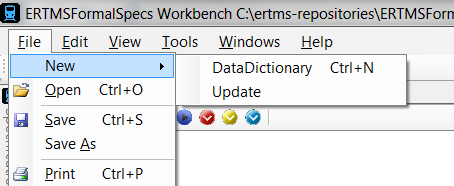 ERTMSFormalSpecs Workbench C:\ertms-repositories\ERTMSForm
File Edit View Tools Windows Help
New DataDictionary Ctrl+N
Open Ctrl+O Update
Save Ctrl+S
Save As
Print Ctrl+P